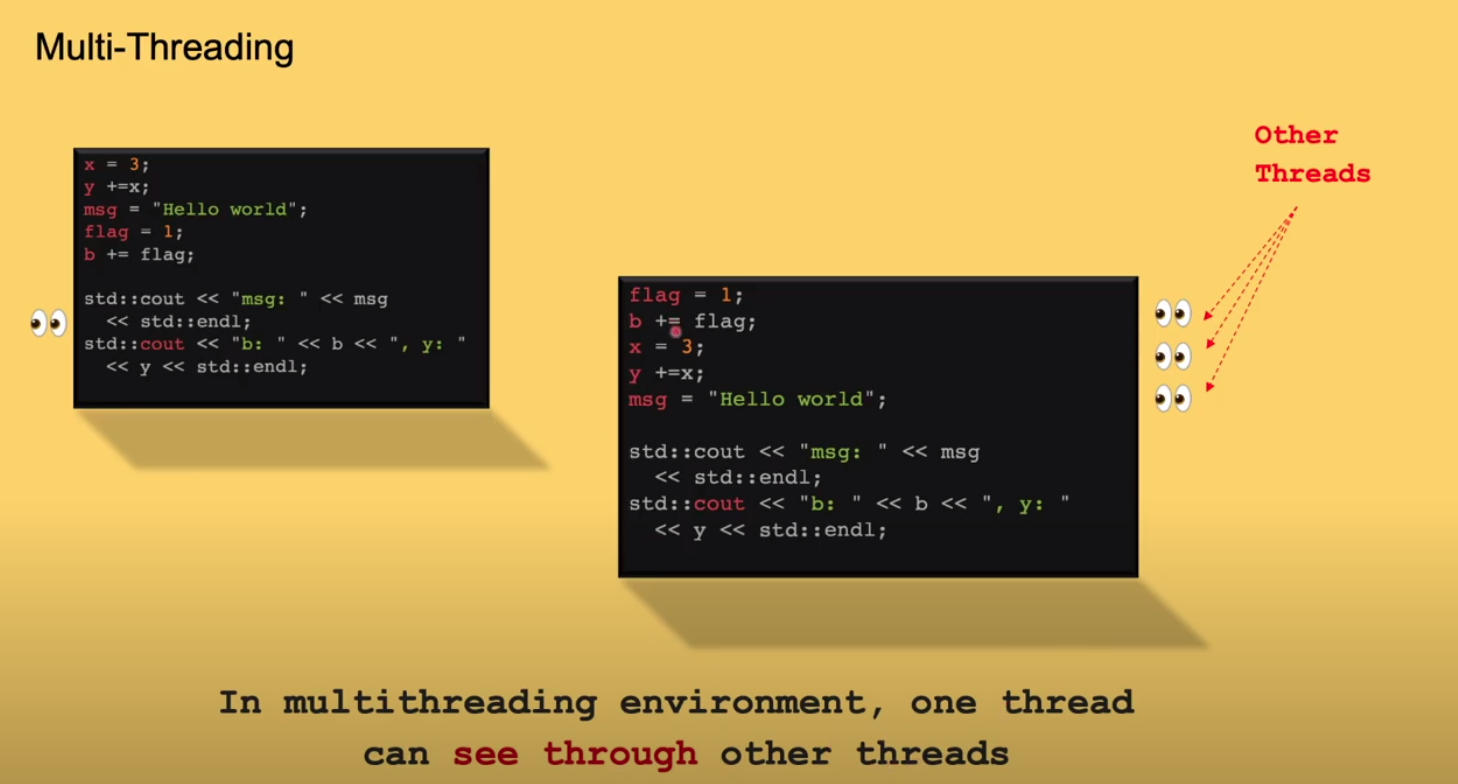 Multi-Threading
x = 3;
y +=x;
msg = "Hello world";
flag = 1;
b += flag;
std::cout << "msg: " << msg
<< std::endl;
std::cout << "b: " << b << ", y: "
<< y << std::endl;
Other
Threads
flag = 1;
b += flag;
x = 3;
y +=x;
msg = "Hello world";
std::cout << "msg: " << msg
<< std::endl;
std::cout << "b: " << b << ", y: "
<< y << std::endl;
In multithreading environment, one thread
can see through other threads